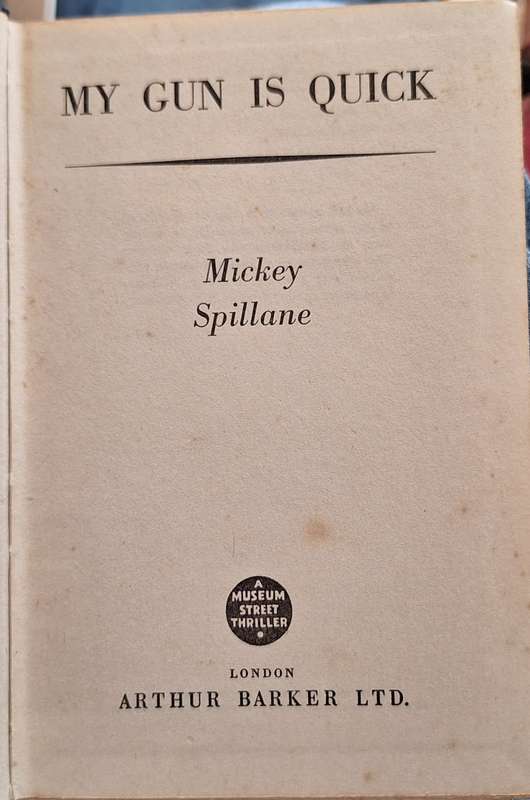 MY GUN IS QUICK
Mickey
Spillane
A
MUSEUM
STREET
THRILLER
LONDON
ARTHUR BARKER LTD.